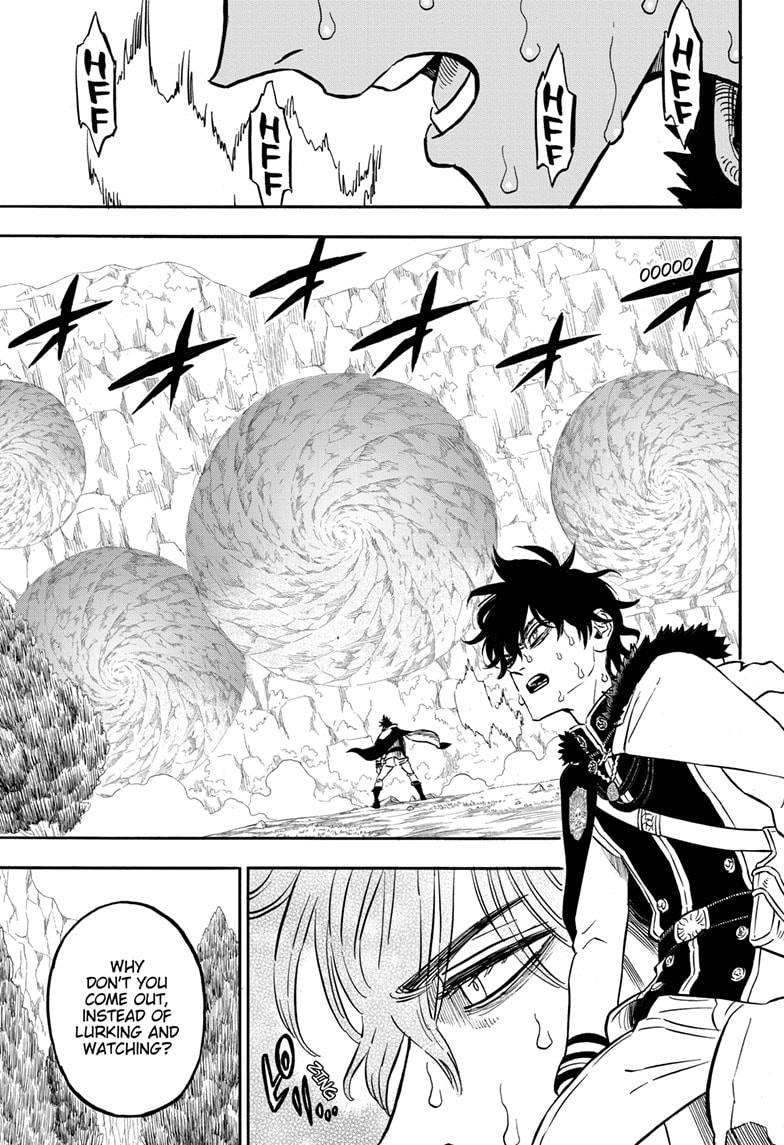 HFF
HFF
HFF
HFF
OOOOO
WHY
DON'T YOU
COME OUT,
INSTEAD OF
LURKING AND
WATCHING?
ZING